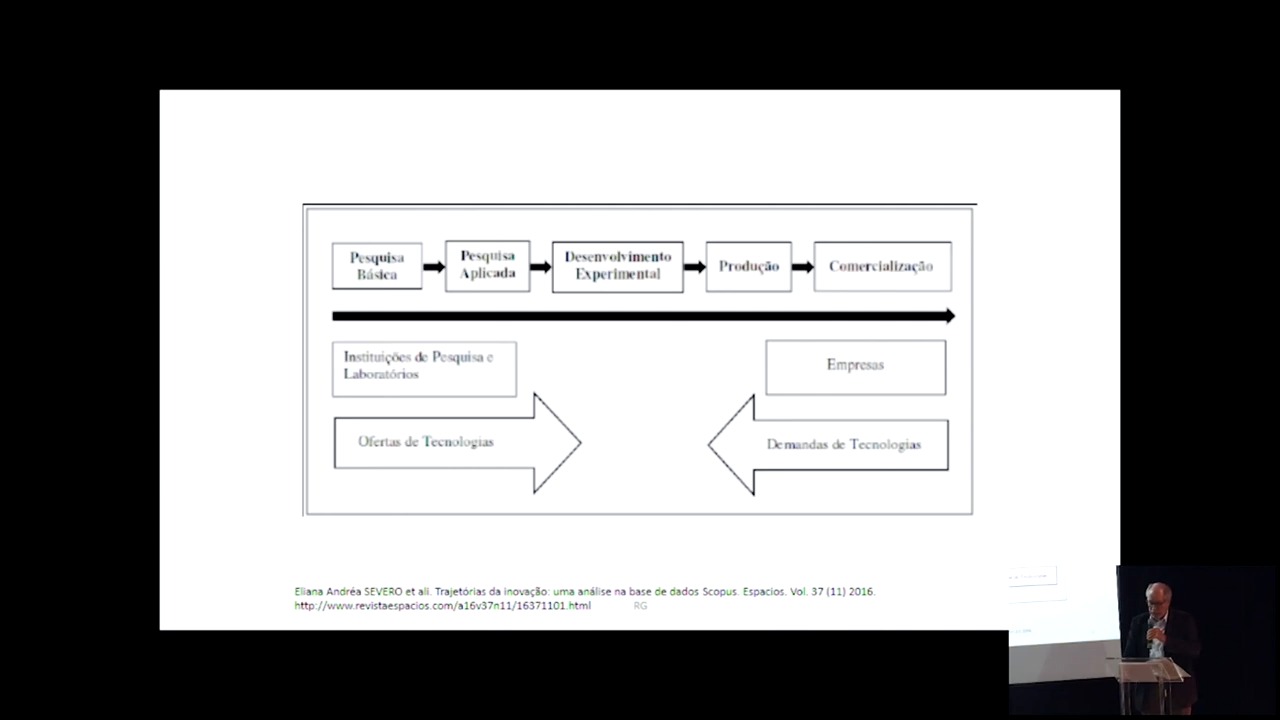 Pesquisa
Básica
Pesquisa
Aplicada
Desenvolvimento
Experimental
Produção
Comercialização
Instituições de Pesquisa e
Laboratórios
Empresas
Ofertas de Tecnologias
Demandas de Tecnologias
Eliana Andréa SEVERO et ali. Trajetórias da inovação: uma análise na base de dados Scopus. Espacios. Vol. 37 (11) 2016.
http://www.revistaespacios.com/a16v37n11/16371101.html RG